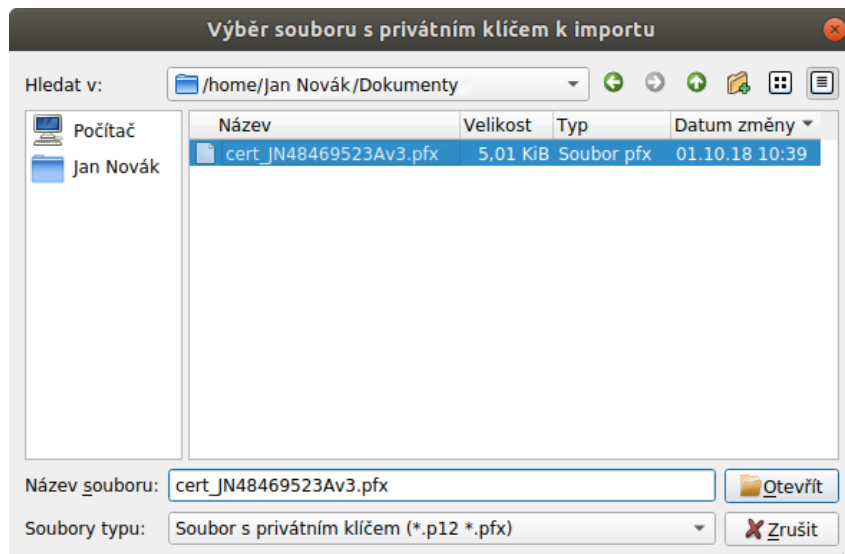 Výběr souboru s privátním klíčem k importu
Hledat v: /home/Jan Novák/Dokumenty
Počítač
Jan Novák
Název Velikost Typ Datum změny
cert_JN48469523Av3.pfx 5,01 KiB Soubor pfx 01.10.18 10:39
Název souboru: cert_JN48469523Av3.pfx Otevřít
Soubory typu: Soubor s privátním klíčem (*.p12 *.pfx) Zrušit